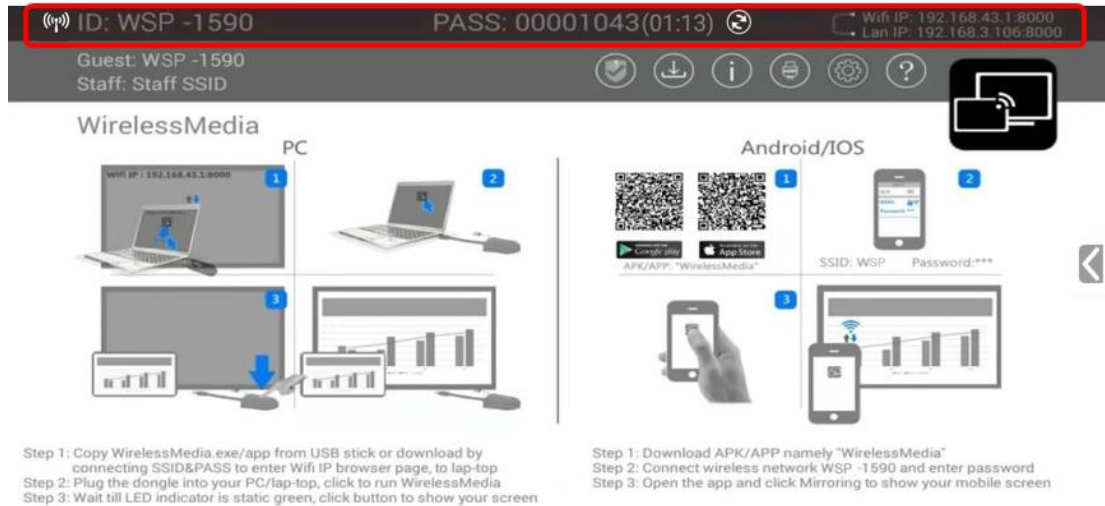 ID: WSP -1590
PASS: 00001043(01:13)
Wifi IP: 192.168.43.1:8000
Lan IP: 192.168.3.106:8000
Guest: WSP -1590
Staff: Staff SSID
WirelessMedia
PC
Wifi IP : 192.168.43.1:8000
1
2
3
Android/IOS
1
2
Google play
App Store
APK/APP: "WirelessMedia"
SSID: WSP Password:***
3
Step 1: Copy WirelessMedia.exe/app from USB stick or download by
connecting SSID&PASS to enter Wifi IP browser page, to lap-top
Step 2: Plug the dongle into your PC/lap-top, click to run WirelessMedia
Step 3: Wait till LED indicator is static green, click button to show your screen
Step 1: Download APK/APP namely "WirelessMedia"
Step 2: Connect wireless network WSP -1590 and enter password
Step 3: Open the app and click Mirroring to show your mobile screen